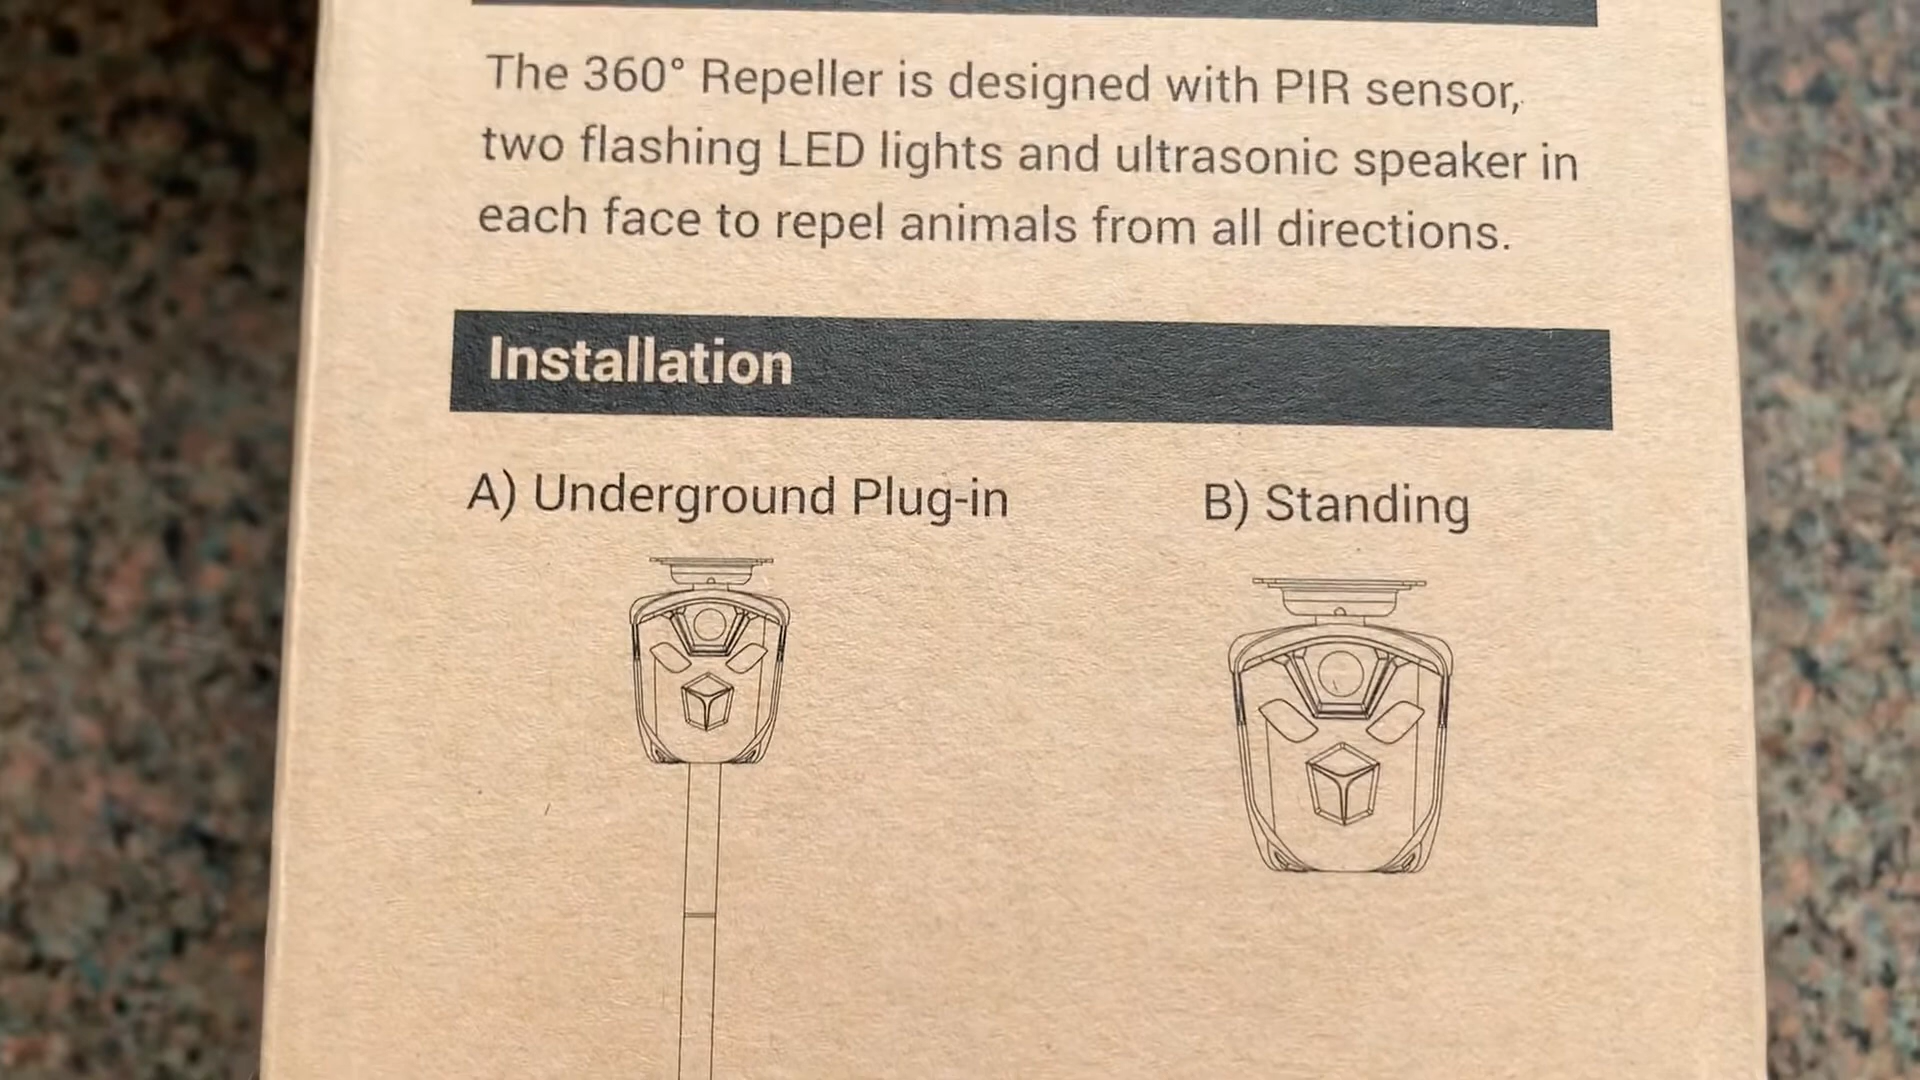 The 360° Repeller is designed with PIR sensor,
two flashing LED lights and ultrasonic speaker in
each face to repel animals from all directions.
Installation
A) Underground Plug-in
B) Standing